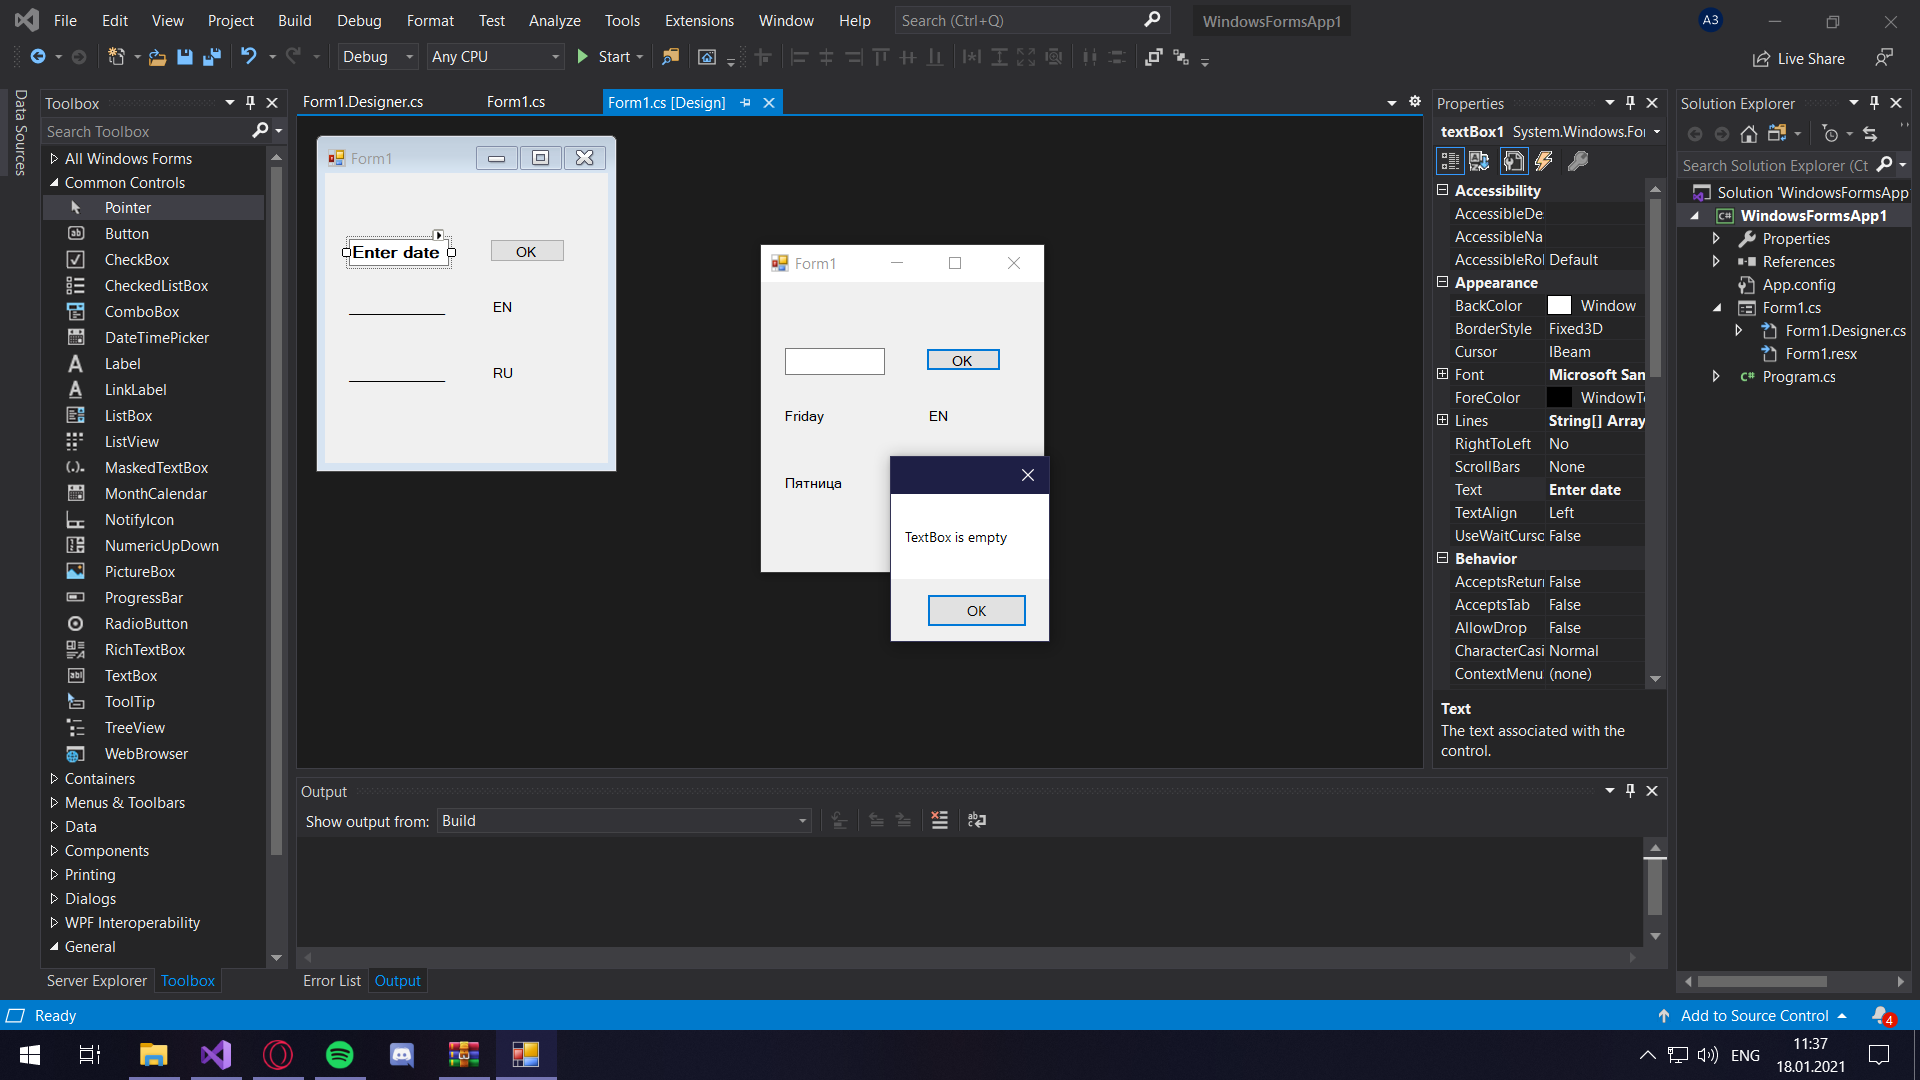 File Edit View Project Build Debug Format Test Analyze Tools Extensions Window Help Search (Ctrl+Q) WindowsFormsApp1 A3
Debug Any CPU Start Live Share
Data Sources
Toolbox
Search Toolbox
All Windows Forms
Common Controls
Pointer
Button
CheckBox
CheckedListBox
ComboBox
DateTimePicker
Label
LinkLabel
ListBox
ListView
MaskedTextBox
MonthCalendar
NotifyIcon
NumericUpDown
PictureBox
ProgressBar
RadioButton
RichTextBox
TextBox
ToolTip
TreeView
WebBrowser
Containers
Menus & Toolbars
Data
Components
Printing
Dialogs
WPF Interoperability
General
Server Explorer Toolbox
Form1.Designer.cs Form1.cs Form1.cs [Design]
Form1
Enter date OK
EN
RU
Form1
OK
Friday EN
Пятница
TextBox is empty
OK
Output
Show output from: Build
Error List Output
Properties
textBox1 System.Windows.For
Accessibility
AccessibleDe
AccessibleNa
AccessibleRol Default
Appearance
BackColor Window
BorderStyle Fixed3D
Cursor IBeam
Font Microsoft San
ForeColor WindowTe
Lines String[] Array
RightToLeft No
ScrollBars None
Text Enter date
TextAlign Left
UseWaitCursc False
Behavior
AcceptsReturn False
AcceptsTab False
AllowDrop False
CharacterCasi Normal
ContextMenu (none)
Text
The text associated with the
control.
Solution Explorer
Search Solution Explorer (Ct
Solution 'WindowsFormsApp
WindowsFormsApp1
Properties
References
App.config
Form1.cs
Form1.Designer.cs
Form1.resx
Program.cs
Ready Add to Source Control 4
ENG 11:37
18.01.2021